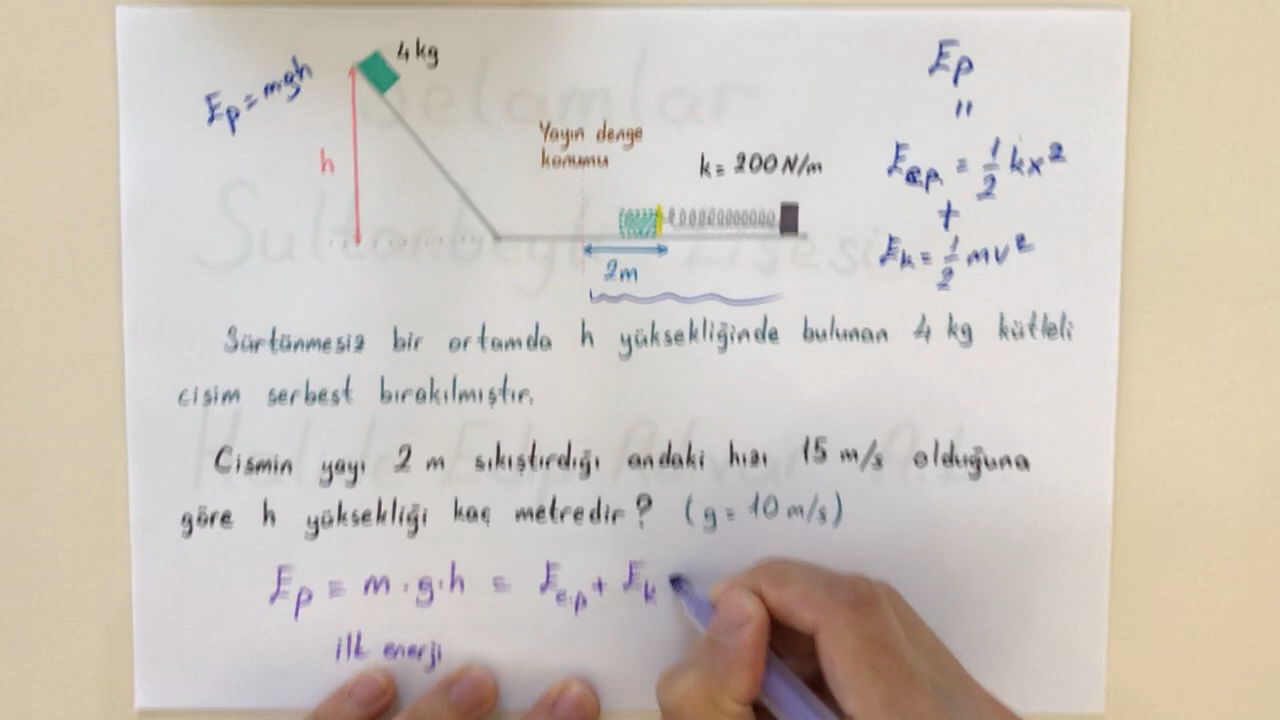 4 kg
Ep = mgh
h
Yayın denge
konumu
k = 200 N/m
2m
Ep
"
Eep = 1/2 kx²
+
Ek = 1/2 mv²
Sürtünmesiz bir ortamda h yüksekliğinde bulunan 4 kg kütleli
cisim serbest bırakılmıştır.
Cismin yayı 2 m sıkıştırdığı andaki hızı 15 m/s olduğuna
göre h yüksekliği kaç metredir? (g = 10 m/s)
Ep = m.g.h = Ee.p + Ek
ilk enerji
Selamlar